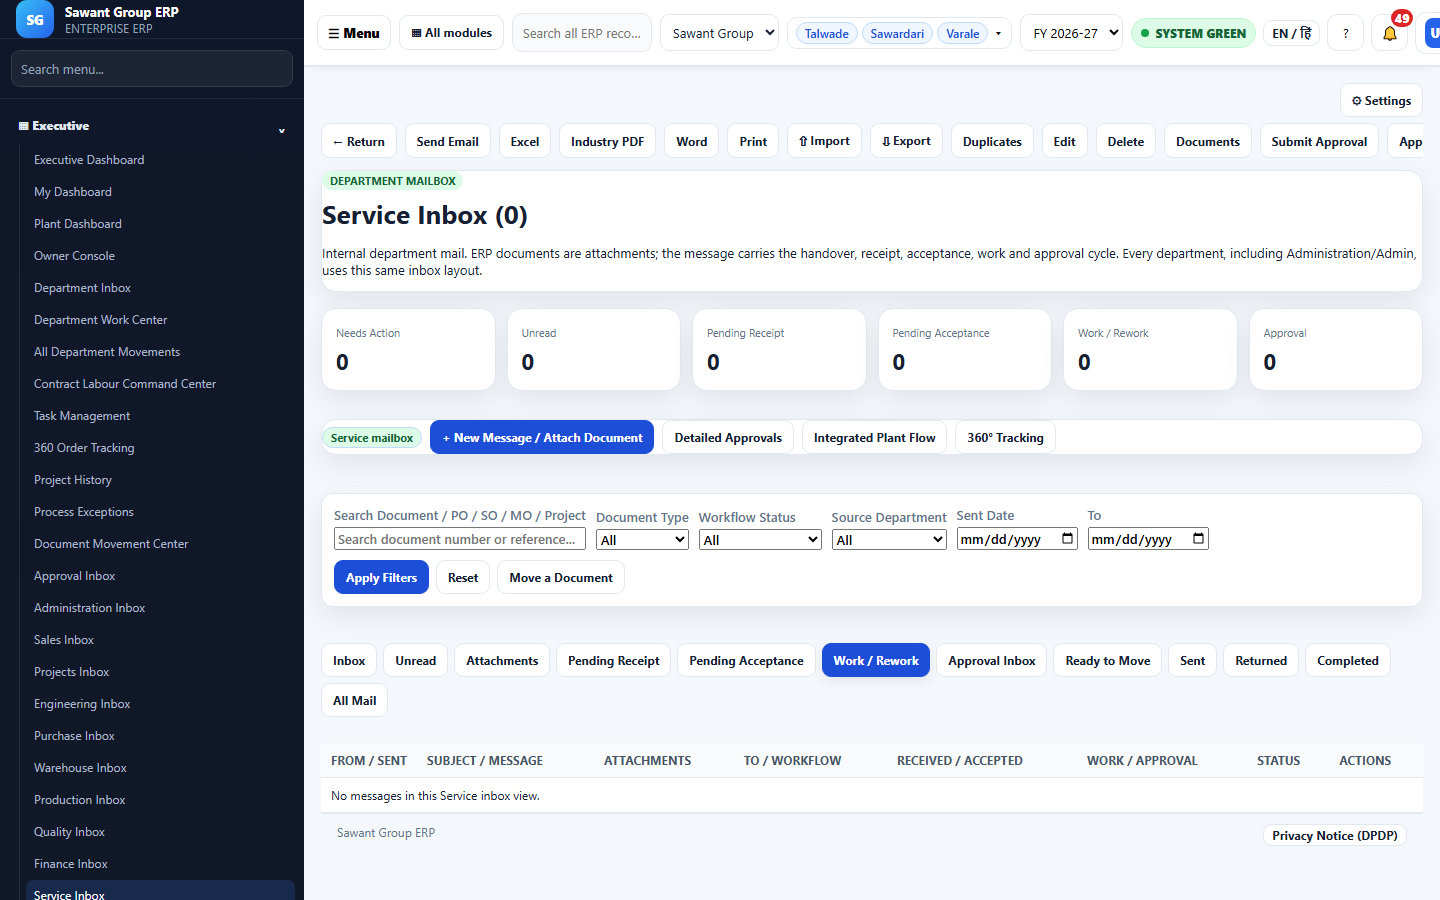 SG
Sawant Group ERP
ENTERPRISE ERP
Search menu...
Executive
Executive Dashboard
My Dashboard
Plant Dashboard
Owner Console
Department Inbox
Department Work Center
All Department Movements
Contract Labour Command Center
Task Management
360 Order Tracking
Project History
Process Exceptions
Document Movement Center
Approval Inbox
Administration Inbox
Sales Inbox
Projects Inbox
Engineering Inbox
Purchase Inbox
Warehouse Inbox
Production Inbox
Quality Inbox
Finance Inbox
Service Inbox
☰ Menu
All modules
Search all ERP reco...
Sawant Group
Talwade
Sawardari
Varale
FY 2026-27
SYSTEM GREEN
EN / हिं
?
49
U
⚙ Settings
← Return
Send Email
Excel
Industry PDF
Word
Print
⇧ Import
⇩ Export
Duplicates
Edit
Delete
Documents
Submit Approval
App
DEPARTMENT MAILBOX
Service Inbox (0)
Internal department mail. ERP documents are attachments; the message carries the handover, receipt, acceptance, work and approval cycle. Every department, including Administration/Admin,
uses this same inbox layout.
Needs Action
0
Unread
0
Pending Receipt
0
Pending Acceptance
0
Work / Rework
0
Approval
0
Service mailbox
+ New Message / Attach Document
Detailed Approvals
Integrated Plant Flow
360° Tracking
Search Document / PO / SO / MO / Project
Search document number or reference...
Document Type
All
Workflow Status
All
Source Department
All
Sent Date
mm/dd/yyyy
To
mm/dd/yyyy
Apply Filters
Reset
Move a Document
Inbox
Unread
Attachments
Pending Receipt
Pending Acceptance
Work / Rework
Approval Inbox
Ready to Move
Sent
Returned
Completed
All Mail
FROM / SENT
SUBJECT / MESSAGE
ATTACHMENTS
TO / WORKFLOW
RECEIVED / ACCEPTED
WORK / APPROVAL
STATUS
ACTIONS
No messages in this Service inbox view.
Sawant Group ERP
Privacy Notice (DPDP)